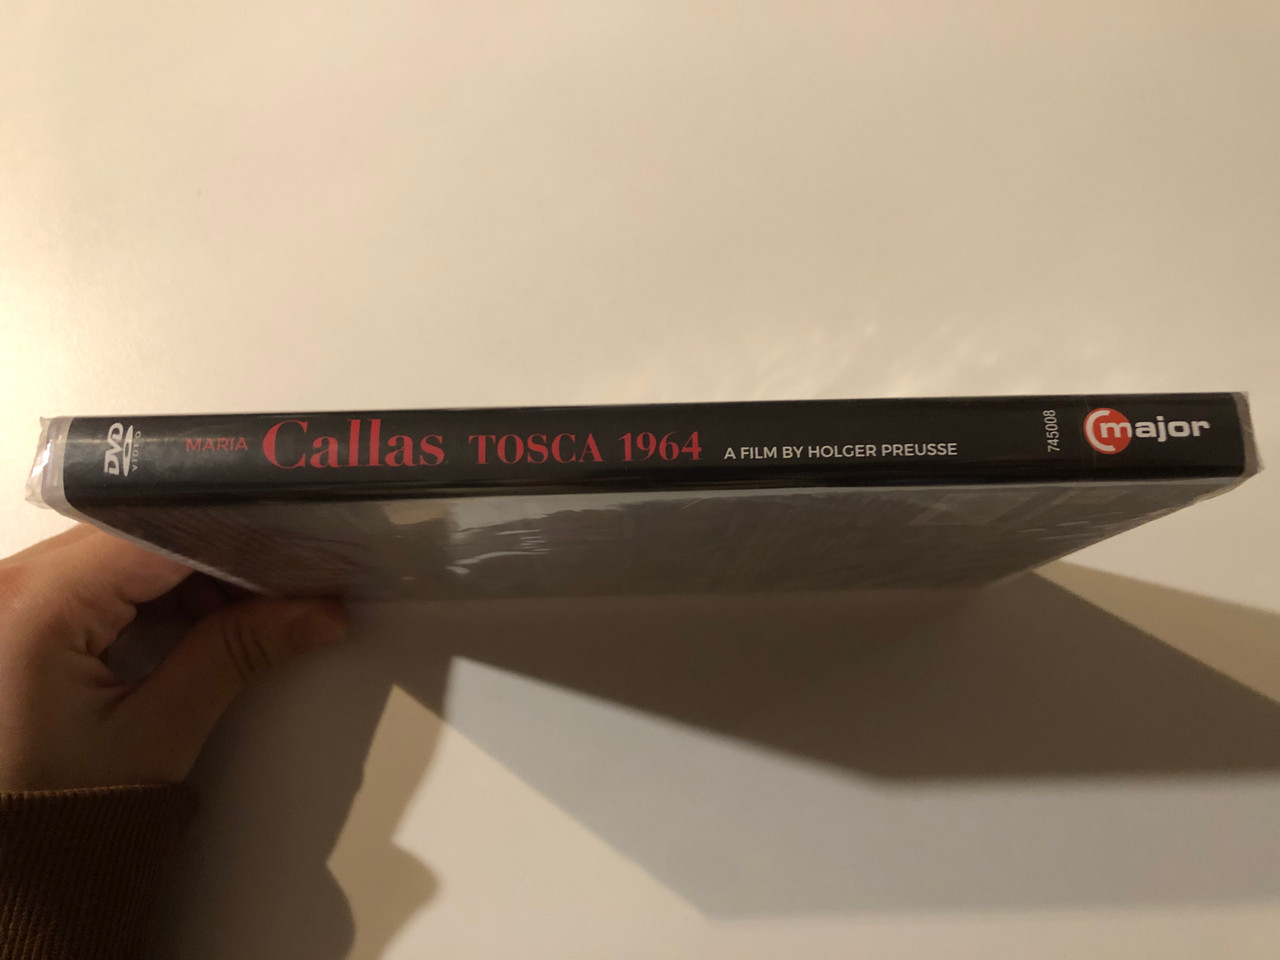 DVD
VIDEO
MARIA Callas TOSCA 1964 A FILM BY HOLGER PREUSSE
745008
C major